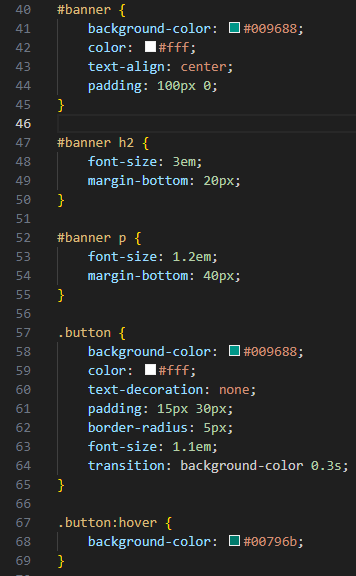 40 #banner {
41     background-color: #009688;
42     color: #fff;
43     text-align: center;
44     padding: 100px 0;
45 }
46
47 #banner h2 {
48     font-size: 3em;
49     margin-bottom: 20px;
50 }
51
52 #banner p {
53     font-size: 1.2em;
54     margin-bottom: 40px;
55 }
56
57 .button {
58     background-color: #009688;
59     color: #fff;
60     text-decoration: none;
61     padding: 15px 30px;
62     border-radius: 5px;
63     font-size: 1.1em;
64     transition: background-color 0.3s;
65 }
66
67 .button:hover {
68     background-color: #00796b;
69 }